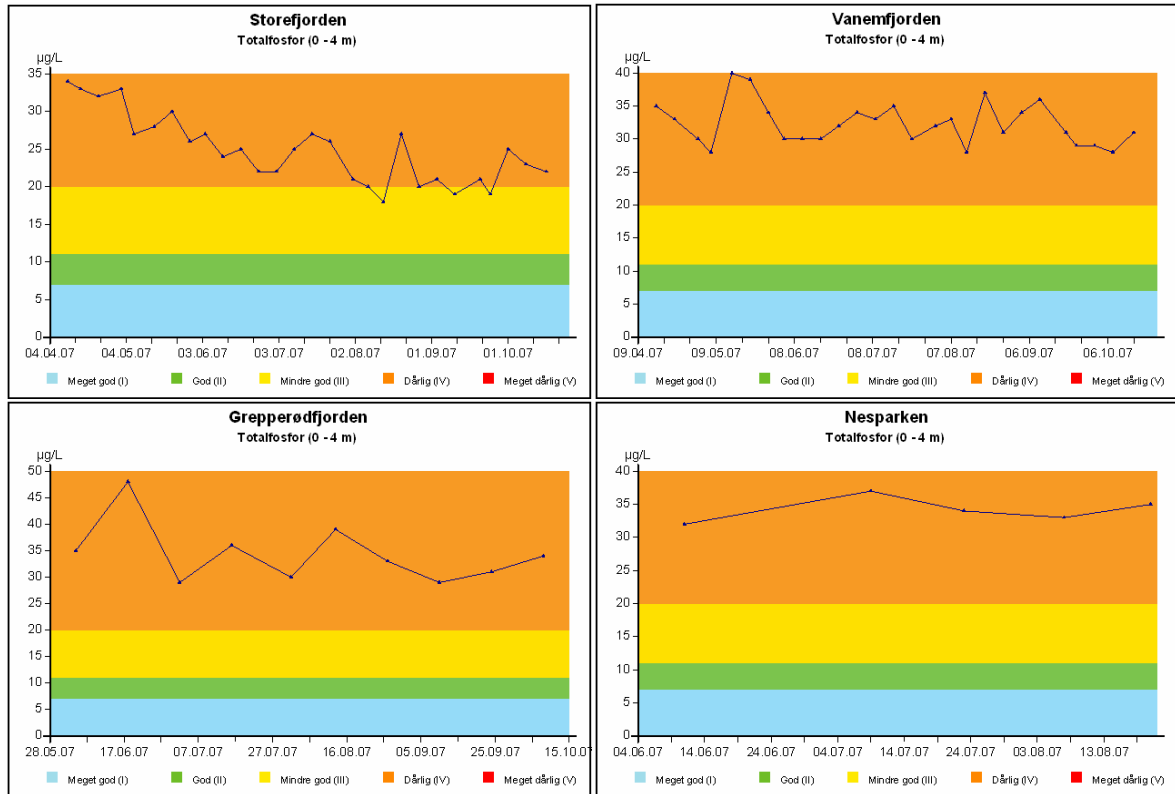 Storefjorden
Totalfosfor (0 - 4 m)
µg/L
35
30
25
20
15
10
5
0
04.04.07 04.05.07 03.06.07 03.07.07 02.08.07 01.09.07 01.10.07
Meget god (I) God (II) Mindre god (III) Dårlig (IV) Meget dårlig (V)
Vanemfjorden
Totalfosfor (0 - 4 m)
µg/L
40
35
30
25
20
15
10
5
0
09.04.07 09.05.07 08.06.07 08.07.07 07.08.07 06.09.07 06.10.07
Meget god (I) God (II) Mindre god (III) Dårlig (IV) Meget dårlig (V)
Grepperødfjorden
Totalfosfor (0 - 4 m)
µg/L
50
45
40
35
30
25
20
15
10
5
0
28.05.07 17.06.07 07.07.07 27.07.07 16.08.07 05.09.07 25.09.07 15.10.07
Meget god (I) God (II) Mindre god (III) Dårlig (IV) Meget dårlig (V)
Nesparken
Totalfosfor (0 - 4 m)
µg/L
40
35
30
25
20
15
10
5
0
04.06.07 14.06.07 24.06.07 04.07.07 14.07.07 24.07.07 03.08.07 13.08.07
Meget god (I) God (II) Mindre god (III) Dårlig (IV) Meget dårlig (V)